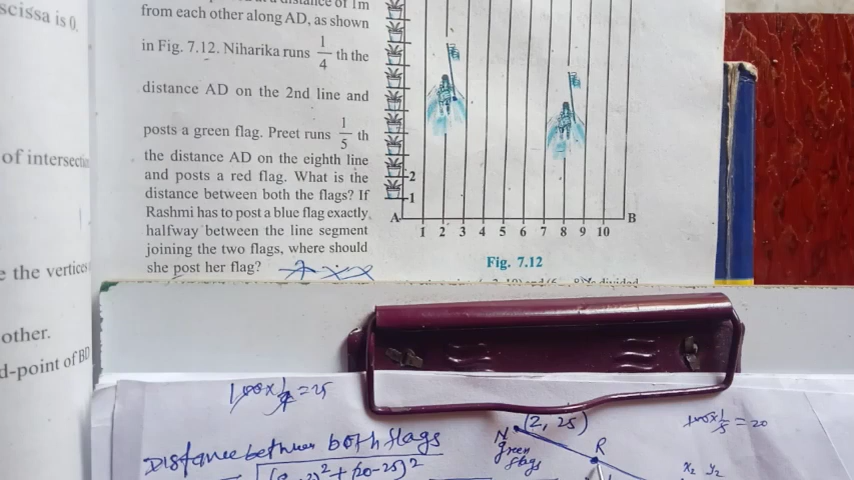 scissa is 0.
of intersecti
e the vertices
other.
d-point of BD
from each other along AD, as shown
in Fig. 7.12. Niharika runs 1/4 th the
distance AD on the 2nd line and
posts a green flag. Preet runs 1/5 th
the distance AD on the eighth line
and posts a red flag. What is the
distance between both the flags? If
Rashmi has to post a blue flag exactly
halfway between the line segment
joining the two flags, where should
she post her flag?
2
1
A
B
1 2 3 4 5 6 7 8 9 10
Fig. 7.12
100×1/4=25
Distance between both flags
(2, 25)
N
green
flags
R
100×1/5=20
x2 y2
)²+(20-25)²